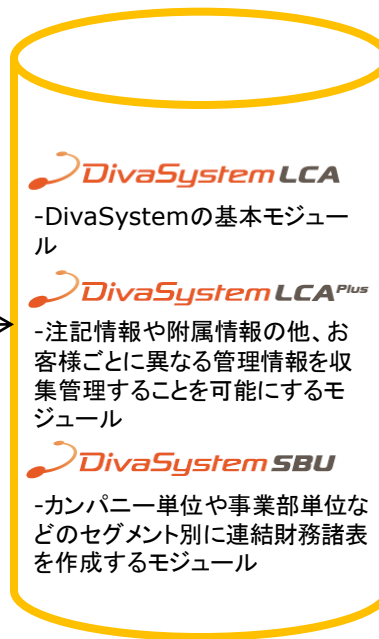 DivaSystem LCA
-DivaSystemの基本モジュー
ル
DivaSystem LCA Plus
-注記情報や附属情報の他、お
客様ごとに異なる管理情報を収
集管理することを可能にするモ
ジュール
DivaSystem SBU
-カンパニー単位や事業部単位な
どのセグメント別に連結財務諸表
を作成するモジュール